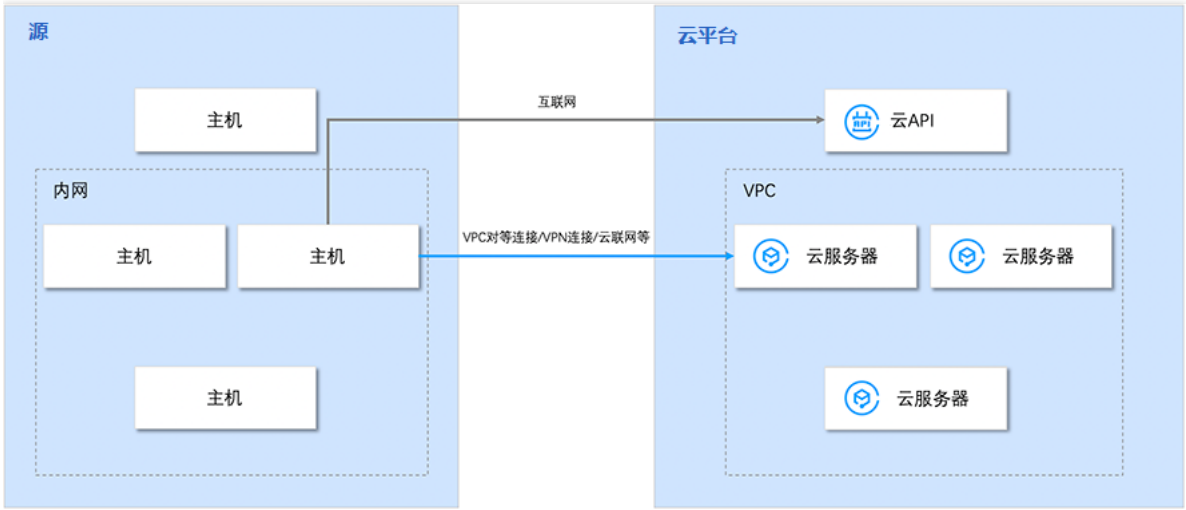 源
云平台
主机
互联网
云API
内网
VPC
主机
主机
VPC对等连接/VPN连接/云联网等
云服务器
云服务器
主机
云服务器